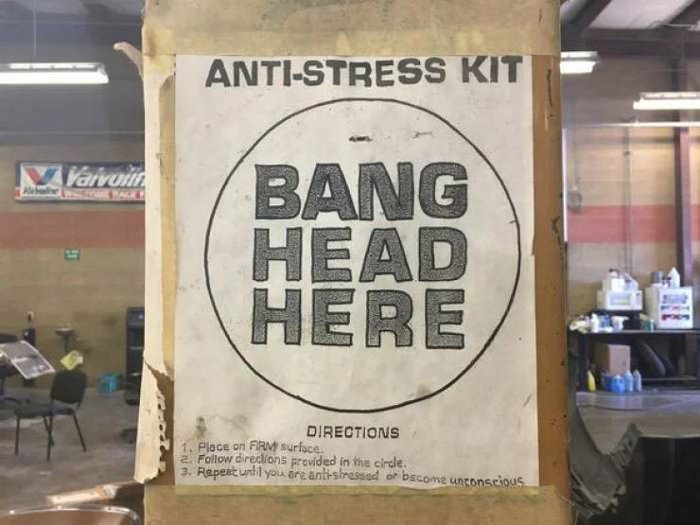 ANTI-STRESS KIT
BANG
HEAD
HERE
DIRECTIONS
1. Place on FIRM surface.
2. Follow directions provided in the circle.
3. Repeat until you are anti-stressed or become unconscious
Valvolin